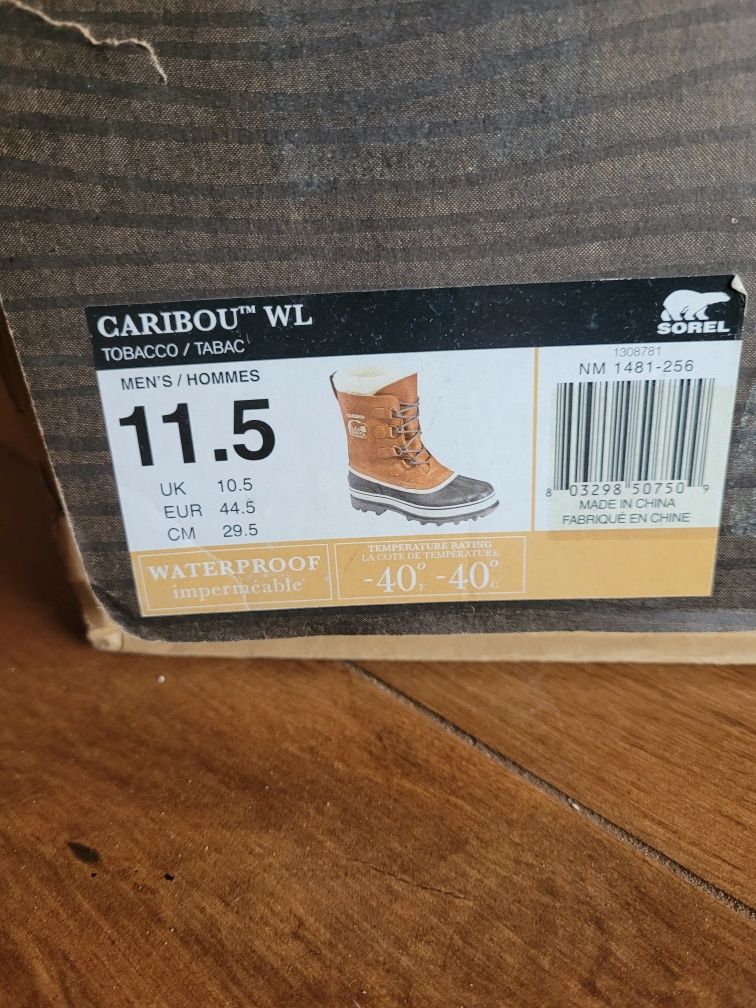 CARIBOU™ WL
TOBACCO / TABAC
SOREL
MEN'S / HOMMES
11.5
UK 10.5
EUR 44.5
CM 29.5
1308781
NM 1481-256
8 03298 50750 9
MADE IN CHINA
FABRIQUÉ EN CHINE
WATERPROOF
imperméable
TEMPERATURE RATING
LA COTE DE TEMPÉRATURE
-40°F -40°C